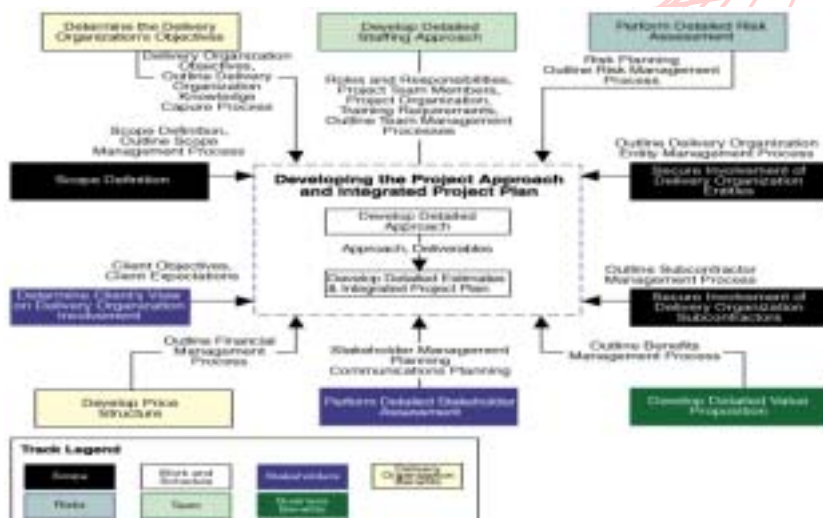 Determine the Delivery
Organization's Objectives
Develop Detailed
Staffing Approach
Perform Detailed Risk
Assessment
Delivery Organization
Objectives,
Outline Delivery
Organization
Knowledge
Capure Process
Roles and Responsibilities,
Project Team Members,
Project Organization,
Training Requirements,
Outline Team Management
Processes
Risk Planning
Outline Risk Management
Process
Scope Definition,
Outline Scope
Management Process
Outline Delivery Organization
Entity Management Process
Scope Definition
Developing the Project Approach
and Integrated Project Plan
Secure Involvement of
Delivery Organization
Entities
Develop Detailed
Approach
Approach, Deliverables
Develop Detailed Estimates
& Integrated Project Plan
Client Objectives,
Client Expectations
Determine Client's View
on Delivery Organization
Involvement
Outline Subcontractor
Management Process
Secure Involvement of
Delivery Organization
Subcontractors
Outline Financial
Management
Process
Stakeholder Management
Planning
Communications Planning
Outline Benefits
Management Process
Develop Price
Structure
Perform Detailed Stakeholder
Assessment
Develop Detailed Value
Proposition
Track Legend
Scope
Work and
Schedule
Stakeholders
Delivery
Organization
Benefits
Risks
Team
Business
Benefits